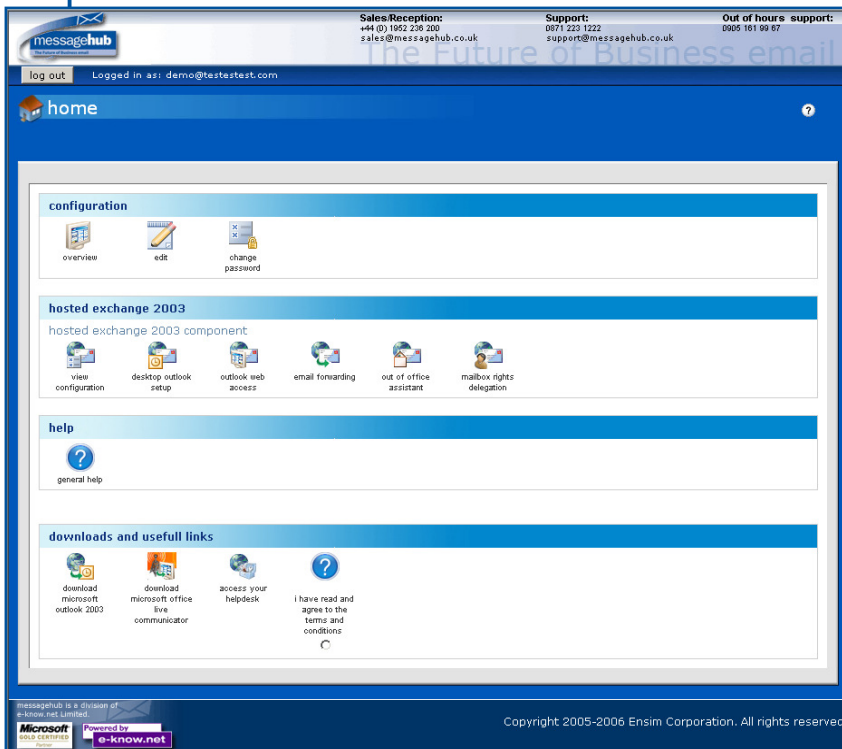 messagehub
The Future of Business email
Sales/Reception:
+44 (0) 1952 236 200
sales@messagehub.co.uk
Support:
0871 223 1222
support@messagehub.co.uk
Out of hours support:
0905 161 99 67
The Future of Business email
log out
Logged in as: demo@testestest.com
home
?
configuration
overview
edit
change
password
hosted exchange 2003
hosted exchange 2003 component
view
configuration
desktop outlook
setup
outlook web
access
email forwarding
out of office
assistant
mailbox rights
delegation
help
?
general help
downloads and usefull links
download
microsoft
outlook 2003
download
microsoft office
live
communicator
access your
helpdesk
?
i have read and
agree to the
terms and
conditions
messagehub is a division of
e-know.net Limited.
Microsoft
GOLD CERTIFIED
Partner
Powered by
e-know.net
Copyright 2005-2006 Ensim Corporation. All rights reserved